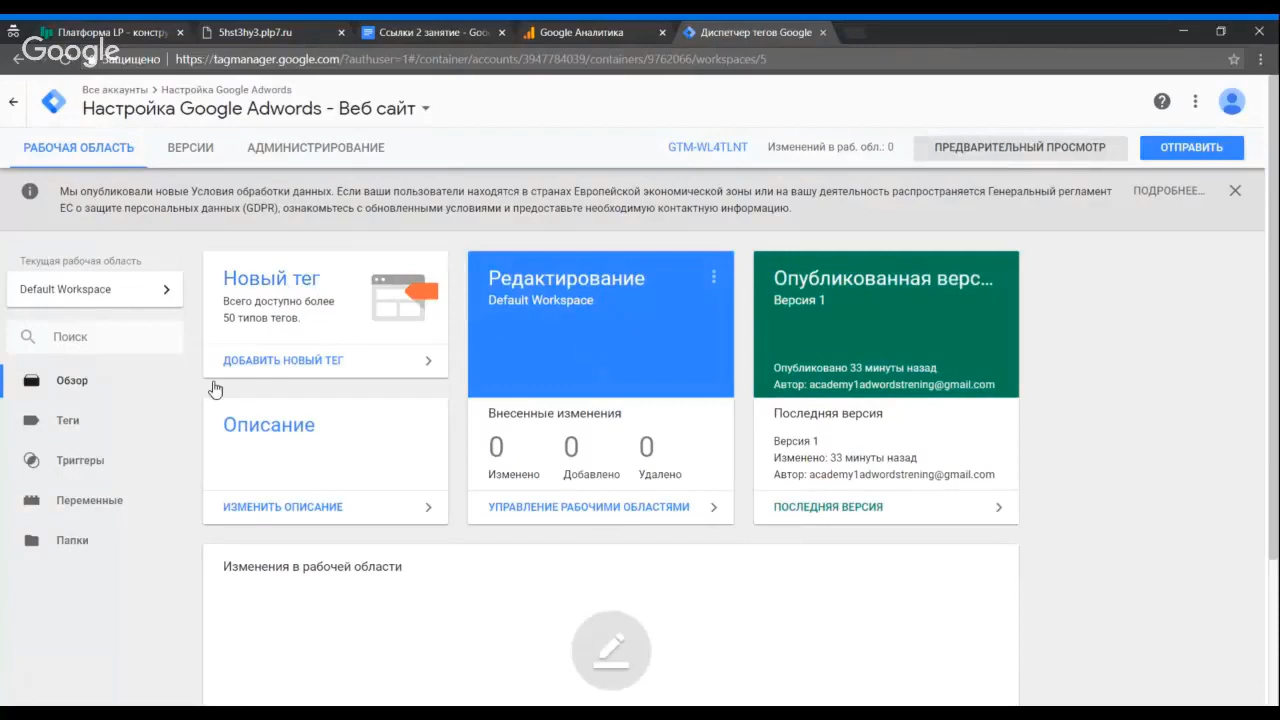 Платформа LP - констру
5hst3hy3.plp7.ru
Ссылки 2 занятие - Goo
Google Аналитика
Диспетчер тегов Google
Google
Защищено
https://tagmanager.google.com/?authuser=1#/container/accounts/3947784039/containers/9762066/workspaces/5
Все аккаунты > Настройка Google Adwords
Настройка Google Adwords - Веб сайт
РАБОЧАЯ ОБЛАСТЬ
ВЕРСИИ
АДМИНИСТРИРОВАНИЕ
GTM-WL4TLNT
Изменений в раб. обл.: 0
ПРЕДВАРИТЕЛЬНЫЙ ПРОСМОТР
ОТПРАВИТЬ
Мы опубликовали новые Условия обработки данных. Если ваши пользователи находятся в странах Европейской экономической зоны или на вашу деятельность распространяется Генеральный регламент
ЕС о защите персональных данных (GDPR), ознакомьтесь с обновленными условиями и предоставьте необходимую контактную информацию.
ПОДРОБНЕЕ...
Текущая рабочая область
Default Workspace
Поиск
Обзор
Теги
Триггеры
Переменные
Папки
Новый тег
Всего доступно более
50 типов тегов.
ДОБАВИТЬ НОВЫЙ ТЕГ
Описание
ИЗМЕНИТЬ ОПИСАНИЕ
Редактирование
Default Workspace
Внесенные изменения
0 0 0
Изменено Добавлено Удалено
УПРАВЛЕНИЕ РАБОЧИМИ ОБЛАСТЯМИ
Опубликованная верс...
Версия 1
Опубликовано 33 минуты назад
Автор: academy1adwordstrening@gmail.com
Последняя версия
Версия 1
Изменено: 33 минуты назад
Автор: academy1adwordstrening@gmail.com
ПОСЛЕДНЯЯ ВЕРСИЯ
Изменения в рабочей области